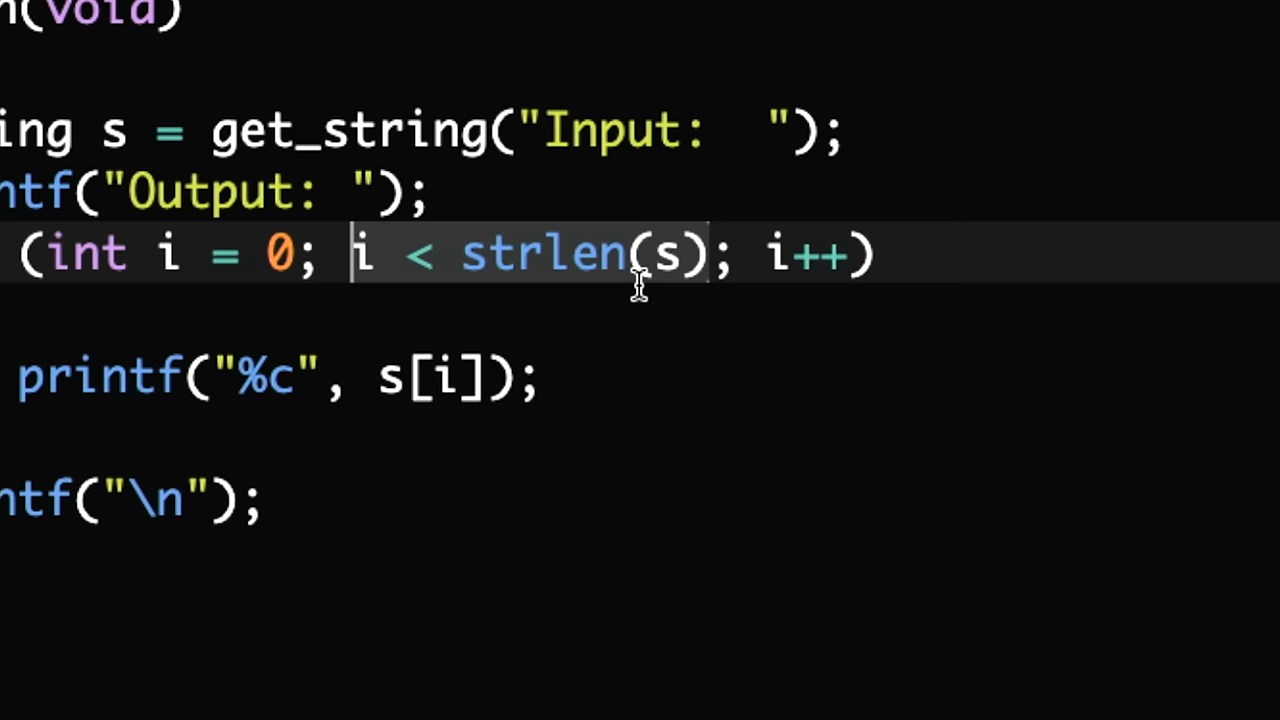 n(void)
ing s = get_string("Input:  ");
ntf("Output: ");
(int i = 0; i < strlen(s); i++)
printf("%c", s[i]);
ntf("\n");